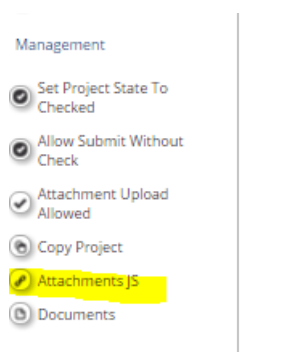 Management
Set Project State To
Checked
Allow Submit Without
Check
Attachment Upload
Allowed
Copy Project
Attachments JS
Documents